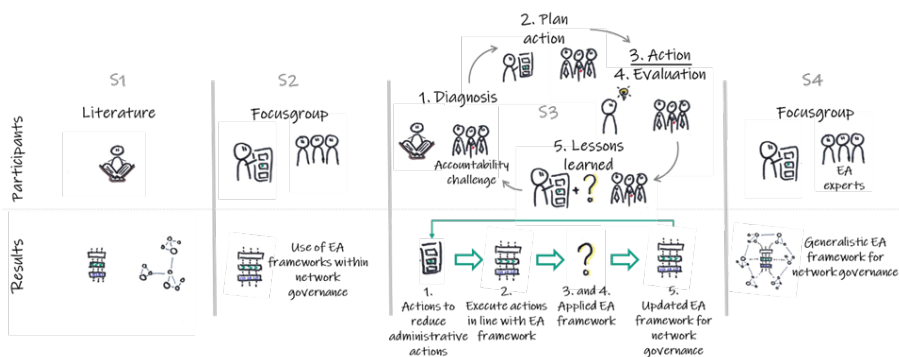 S1
Literature
S2
Focusgroup
2. Plan
action
3. Action
4. Evaluation
1. Diagnosis
S3
5. Lessons
learned
Accountability
challenge
+ ?
S4
Focusgroup
EA
experts
Participants
Results
Use of EA
frameworks within
network
governance
?
1.
Actions to
reduce
administrative
actions
2.
Execute actions
in line with EA
framework
3. and 4.
Applied EA
framework
5.
Updated EA
framework for
network
governance
Generalistic EA
framework for
network governance